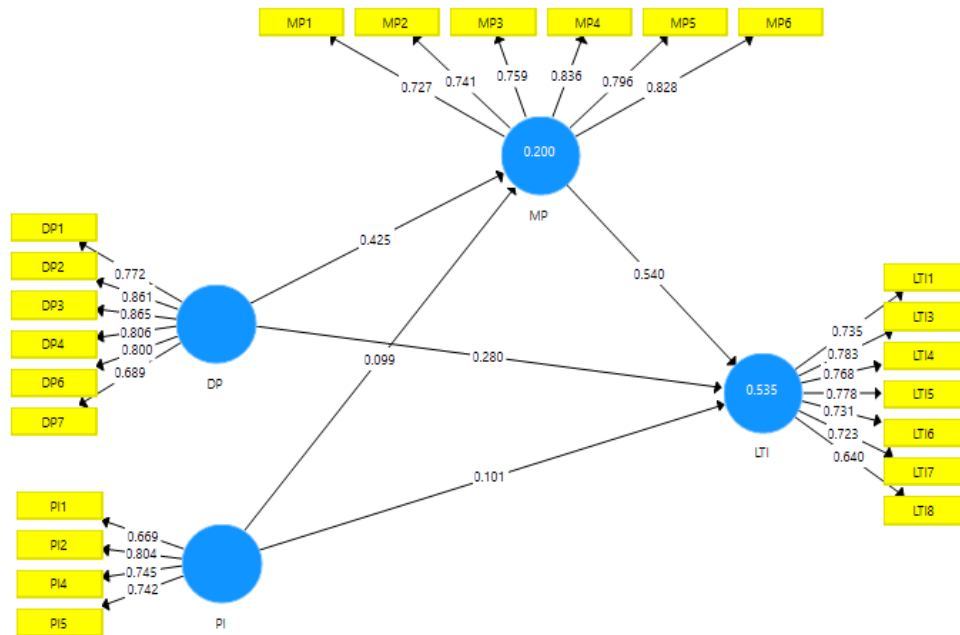 MP1 MP2 MP3 MP4 MP5 MP6
0.727 0.741 0.759 0.836 0.796 0.828
0.200
MP
DP1
DP2
DP3
DP4
DP6
DP7
0.772
0.861
0.865
0.806
0.800
0.689
DP
0.425
0.099
0.280
0.540
0.101
0.535
LTI
0.735
0.783
0.768
0.778
0.731
0.723
0.640
LTI1
LTI3
LTI4
LTI5
LTI6
LTI7
LTI8
PI1
PI2
PI4
PI5
0.669
0.804
0.745
0.742
PI